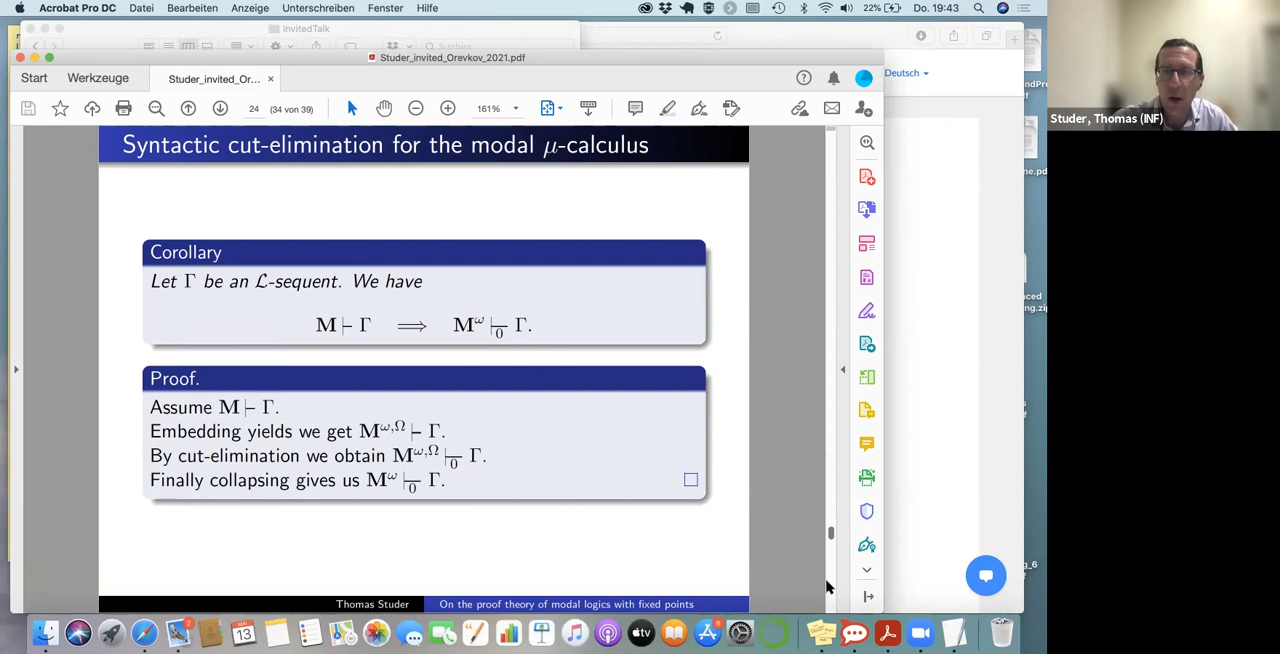 Acrobat Pro DC Datei Bearbeiten Anzeige Unterschreiben Fenster Hilfe 22% Do. 19:43
InvitedTalk
Suchen
Studer_invited_Orevkov_2021.pdf
Start Werkzeuge Studer_invited_Or... × Deutsch
24 (34 von 39) 161%
Studer, Thomas (INF)
Syntactic cut-elimination for the modal μ-calculus
Corollary
Let Γ be an ℒ-sequent. We have
M ⊢ Γ ⟹ M^ω ⊢_0 Γ.
Proof.
Assume M ⊢ Γ.
Embedding yields we get M^{ω,Ω} ⊢ Γ.
By cut-elimination we obtain M^{ω,Ω} ⊢_0 Γ.
Finally collapsing gives us M^ω ⊢_0 Γ. □
Thomas Studer On the proof theory of modal logics with fixed points